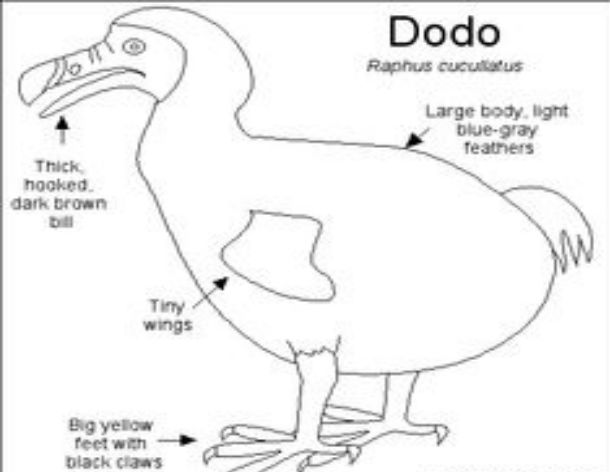 Dodo
Raphus cucullatus
Large body, light
blue-gray
feathers
Thick,
hooked,
dark brown
bill
Tiny
wings
Big yellow
feet with
black claws